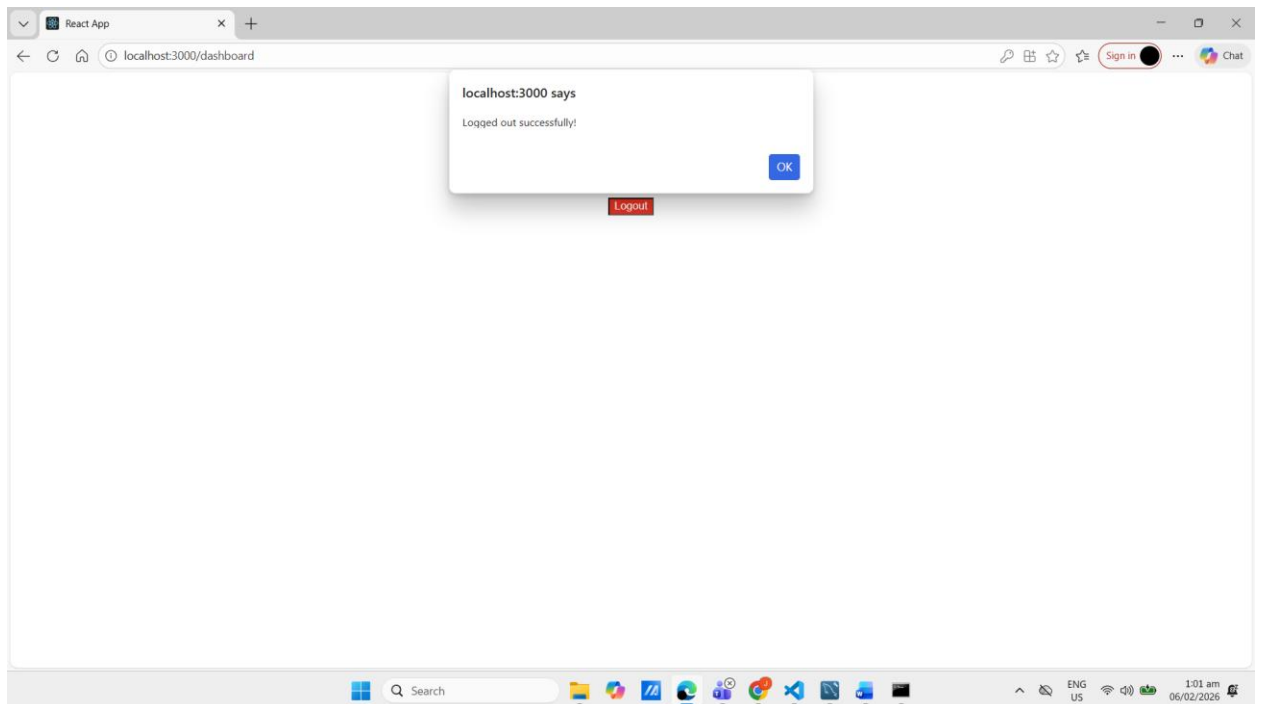 React App
localhost:3000/dashboard
Sign in
Chat
localhost:3000 says
Logged out successfully!
OK
Logout
Search
ENG
US
1:01 am
06/02/2026